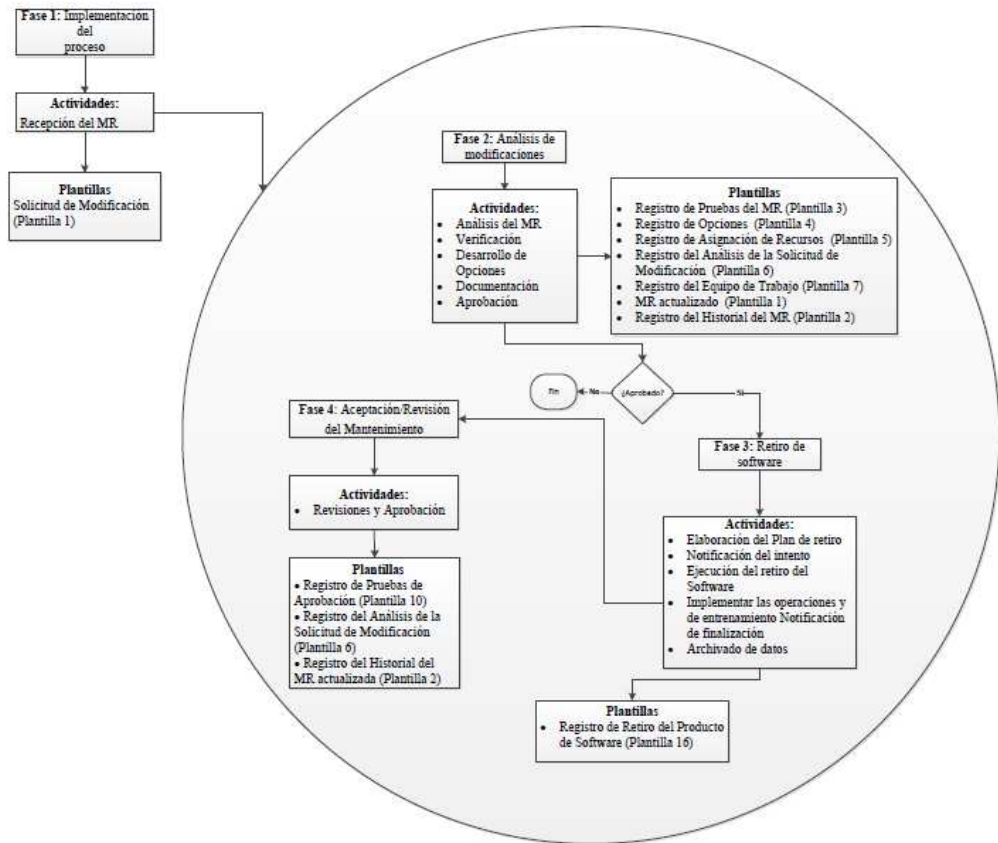 Fase 1: Implementación
del
proceso
Actividades:
Recepción del MR
Plantillas
Solicitud de Modificación
(Plantilla 1)
Fase 2: Análisis de
modificaciones
Actividades:
• Análisis del MR
• Verificación
• Desarrollo de
Opciones
• Documentación
• Aprobación
Plantillas
• Registro de Pruebas del MR (Plantilla 3)
• Registro de Opciones (Plantilla 4)
• Registro de Asignación de Recursos (Plantilla 5)
• Registro del Análisis de la Solicitud de
Modificación (Plantilla 6)
• Registro del Equipo de Trabajo (Plantilla 7)
• MR actualizado (Plantilla 1)
• Registro del Historial del MR (Plantilla 2)
¿Aprobado?
No
Fin
Si
Fase 3: Retiro de
software
Actividades:
• Elaboración del Plan de retiro
• Notificación del intento
• Ejecución del retiro del
Software
• Implementar las operaciones y
de entrenamiento Notificación
de finalización
• Archivado de datos
Plantillas
• Registro de Retiro del Producto
de Software (Plantilla 16)
Fase 4: Aceptación/Revisión
del Mantenimiento
Actividades:
• Revisiones y Aprobación
Plantillas
• Registro de Pruebas de
Aprobación (Plantilla 10)
• Registro del Análisis de la
Solicitud de Modificación
(Plantilla 6)
• Registro del Historial del
MR actualizada (Plantilla 2)